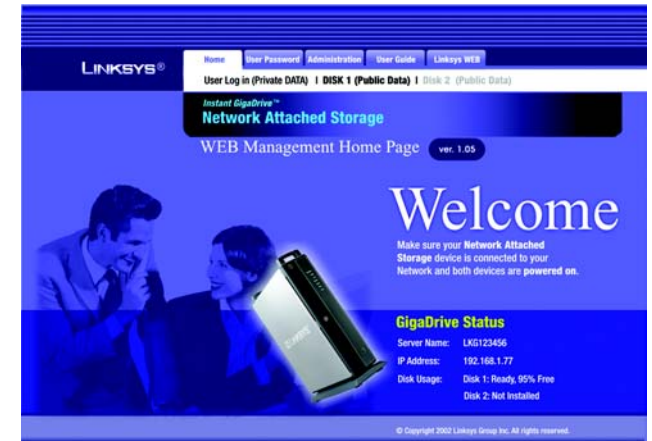 LINKSYS®
Home User Password Administration User Guide Linksys WEB
User Log in (Private DATA) | DISK 1 (Public Data) | Disk 2 (Public Data)
Instant GigaDrive™
Network Attached Storage
WEB Management Home Page ver. 1.05
Welcome
Make sure your Network Attached
Storage device is connected to your
Network and both devices are powered on.
LINKSYS
GigaDrive Status
Server Name: LKG123456
IP Address: 192.168.1.77
Disk Usage: Disk 1: Ready, 95% Free
Disk 2: Not Installed
© Copyright 2002 Linksys Group Inc. All rights reserved.